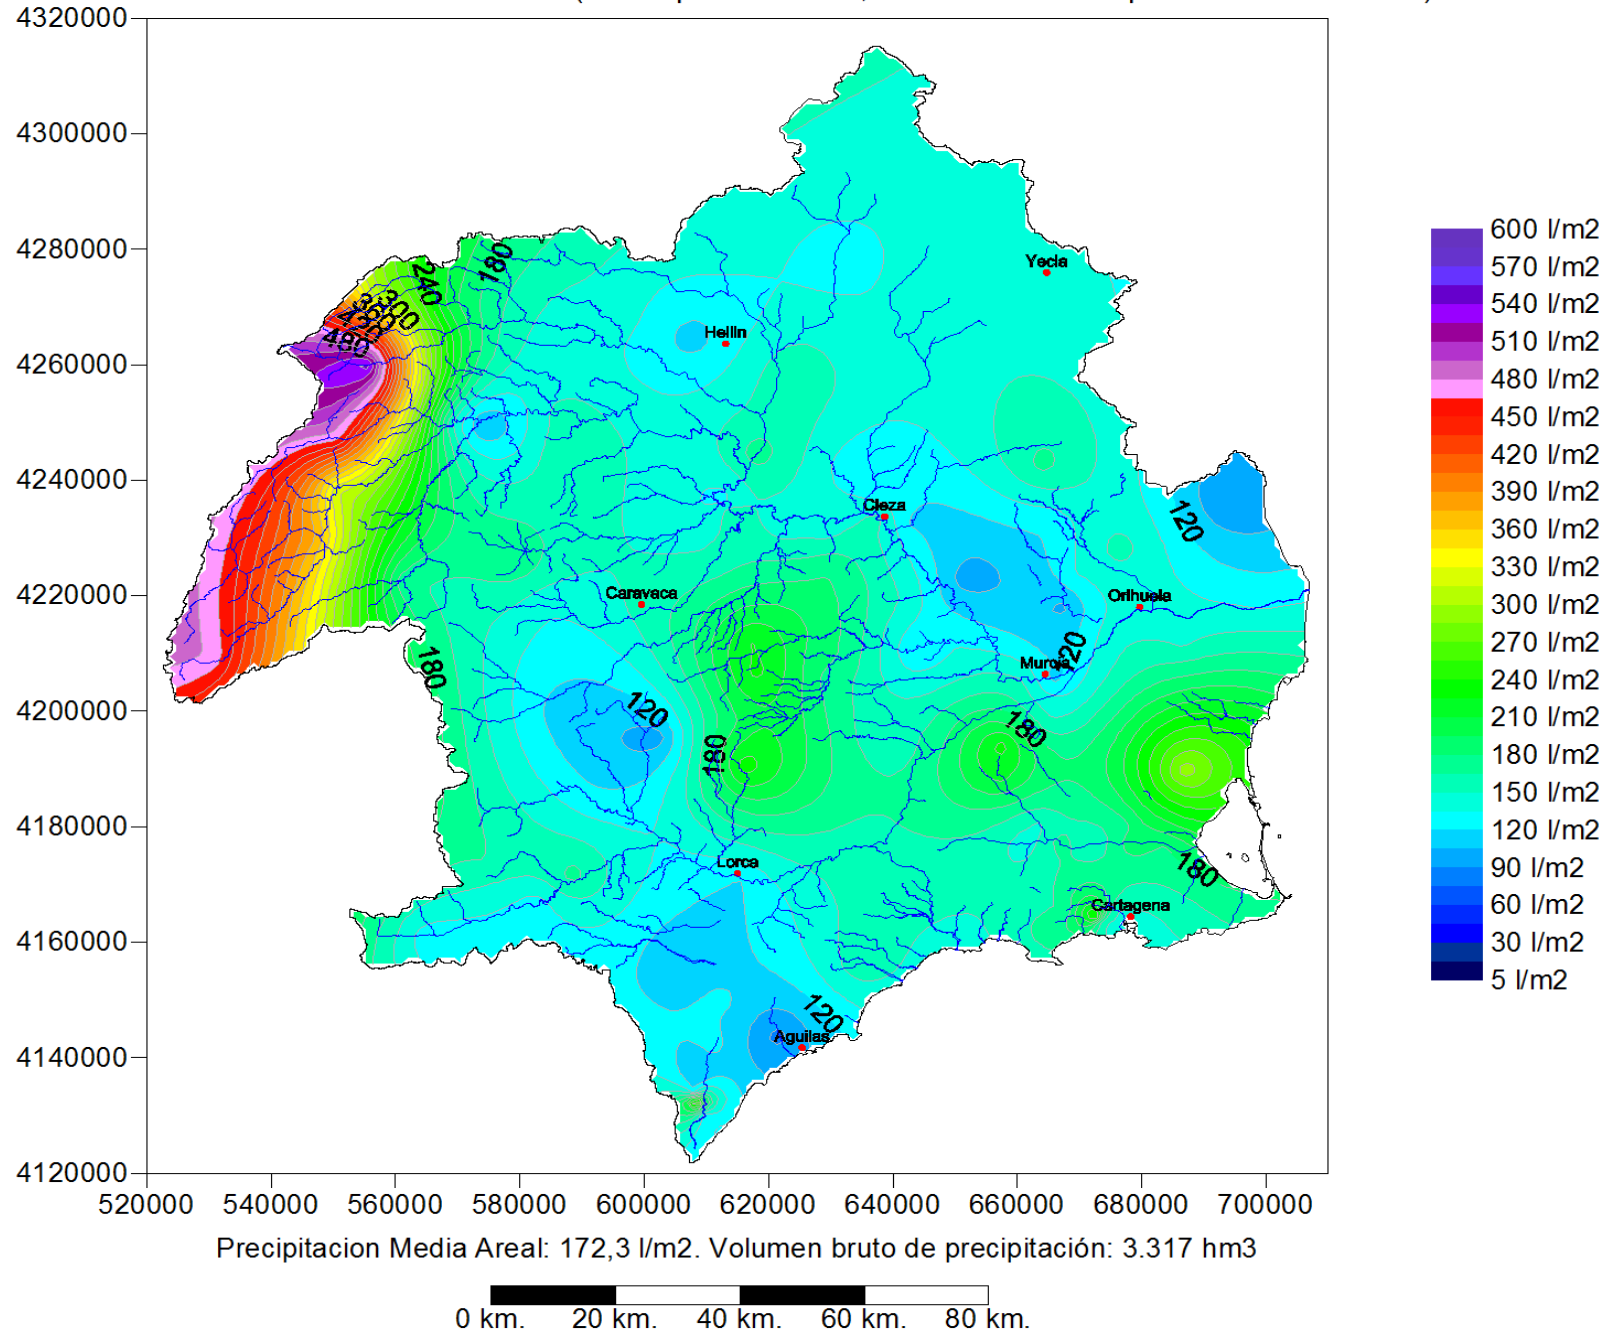 4320000
4300000
4280000
4260000
4240000
4220000
4200000
4180000
4160000
4140000
4120000
520000 540000 560000 580000 600000 620000 640000 660000 680000 700000
180
240
300
360
420
480
Yecla
Hellin
Cieza
120
Caravaca
Orihuela
120
Murcia
180
120
180
180
Lorca
180
Cartagena
120
Aguilas
600 l/m2
570 l/m2
540 l/m2
510 l/m2
480 l/m2
450 l/m2
420 l/m2
390 l/m2
360 l/m2
330 l/m2
300 l/m2
270 l/m2
240 l/m2
210 l/m2
180 l/m2
150 l/m2
120 l/m2
90 l/m2
60 l/m2
30 l/m2
5 l/m2
Precipitacion Media Areal: 172,3 l/m2. Volumen bruto de precipitación: 3.317 hm3
0 km. 20 km. 40 km. 60 km. 80 km.